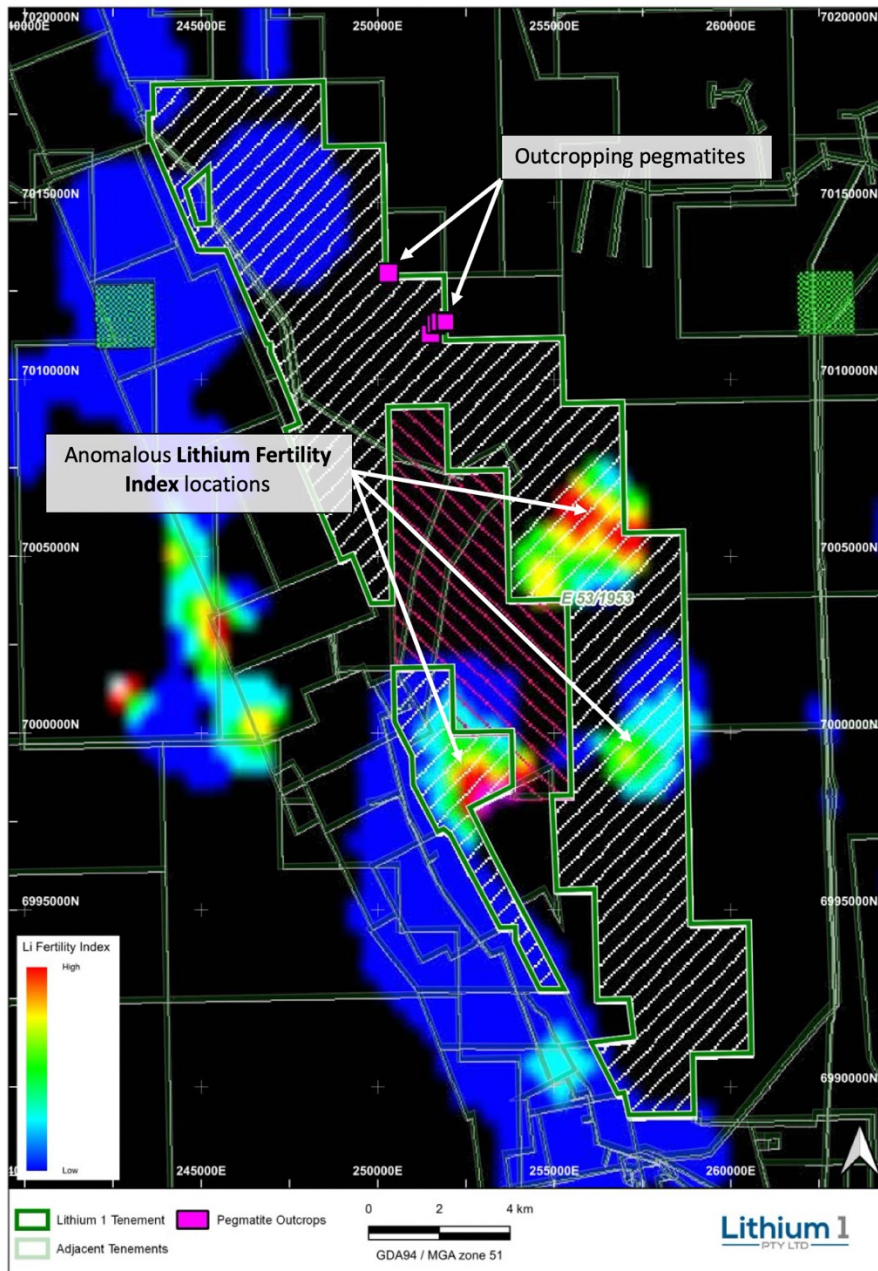 7020000N
240000E
245000E
250000E
255000E
260000E
7020000N
Outcropping pegmatites
7015000N
7015000N
7010000N
7010000N
Anomalous Lithium Fertility
Index locations
7005000N
7005000N
E 53/1953
7000000N
7000000N
6995000N
6995000N
Li Fertility Index
High
Low
6990000N
245000E
250000E
255000E
260000E
Lithium 1 Tenement
Pegmatite Outcrops
Adjacent Tenements
0 2 4 km
GDA94 / MGA zone 51
Lithium 1
PTY LTD